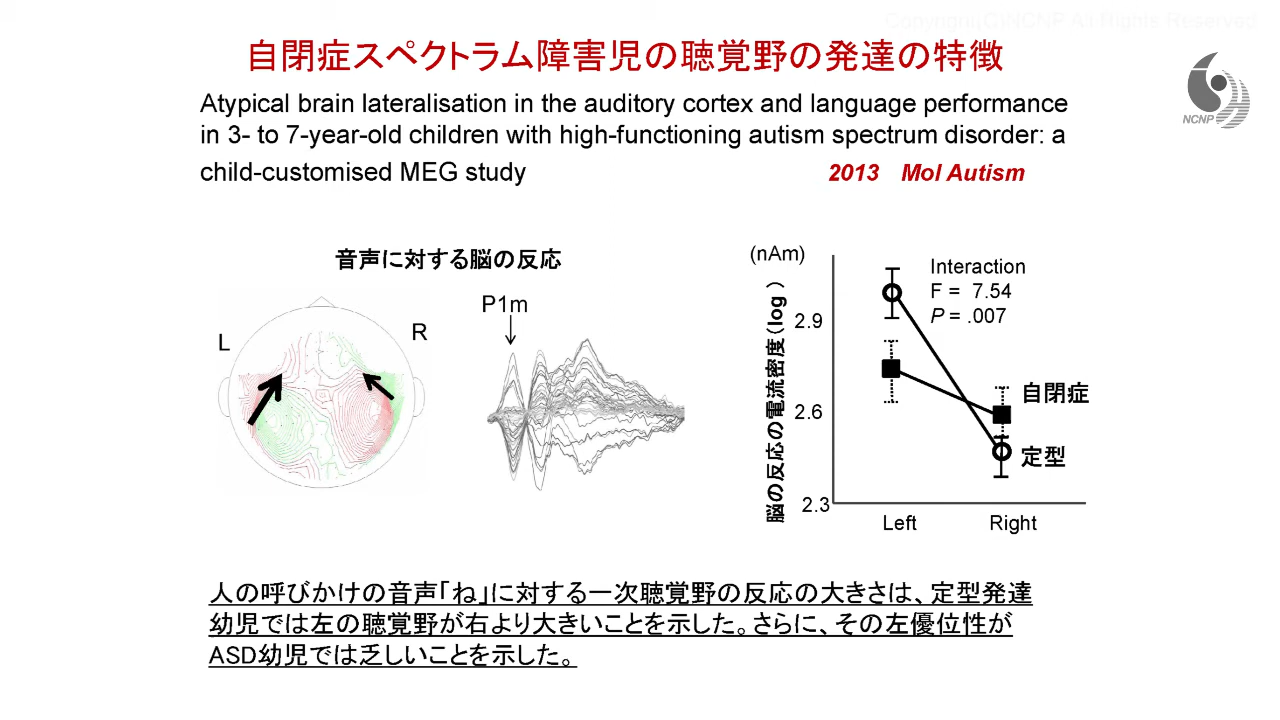 Copyright(C)NCNP All Rights Reserved
自閉症スペクトラム障害児の聴覚野の発達の特徴
NCNP
Atypical brain lateralisation in the auditory cortex and language performance
in 3- to 7-year-old children with high-functioning autism spectrum disorder: a
child-customised MEG study
2013 Mol Autism
音声に対する脳の反応
L
R
P1m
(nAm)
脳の反応の電流密度(log)
2.9
2.6
2.3
Interaction
F = 7.54
P = .007
自閉症
定型
Left
Right
人の呼びかけの音声「ね」に対する一次聴覚野の反応の大きさは、定型発達
幼児では左の聴覚野が右より大きいことを示した。さらに、その左優位性が
ASD幼児では乏しいことを示した。